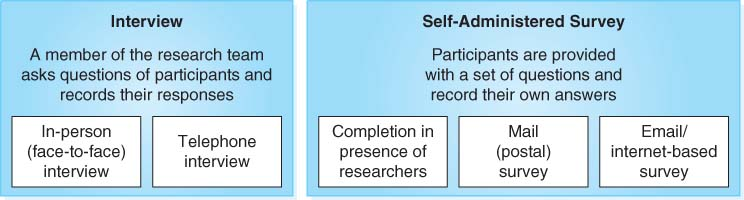 Interview
A member of the research team
asks questions of participants and
records their responses
In-person
(face-to-face)
interview
Telephone
interview
Self-Administered Survey
Participants are provided
with a set of questions and
record their own answers
Completion in
presence of
researchers
Mail
(postal)
survey
Email/
internet-based
survey